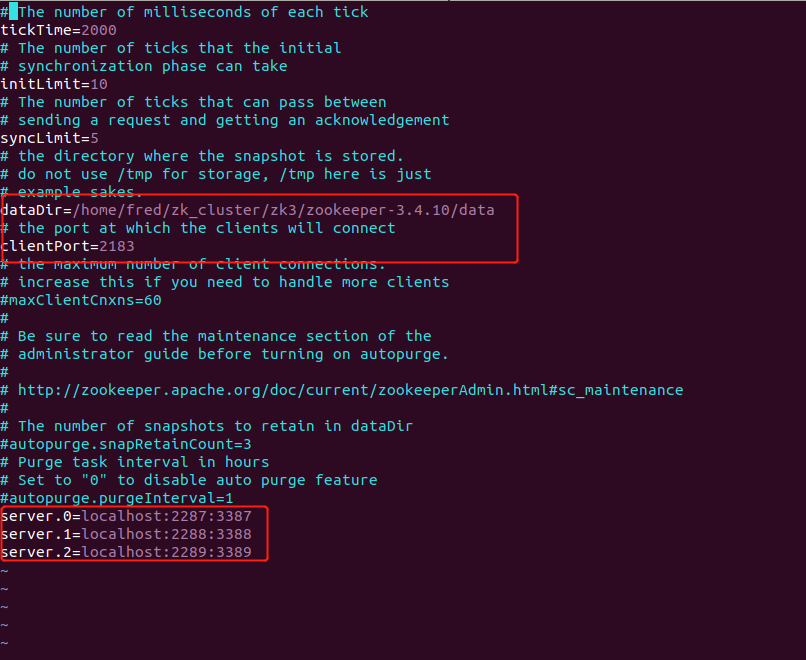 # The number of milliseconds of each tick
tickTime=2000
# The number of ticks that the initial
# synchronization phase can take
initLimit=10
# The number of ticks that can pass between
# sending a request and getting an acknowledgement
syncLimit=5
# the directory where the snapshot is stored.
# do not use /tmp for storage, /tmp here is just
# example sakes.
dataDir=/home/fred/zk_cluster/zk3/zookeeper-3.4.10/data
# the port at which the clients will connect
clientPort=2183
# the maximum number of client connections.
# increase this if you need to handle more clients
#maxClientCnxns=60
#
# Be sure to read the maintenance section of the
# administrator guide before turning on autopurge.
#
# http://zookeeper.apache.org/doc/current/zookeeperAdmin.html#sc_maintenance
#
# The number of snapshots to retain in dataDir
#autopurge.snapRetainCount=3
# Purge task interval in hours
# Set to "0" to disable auto purge feature
#autopurge.purgeInterval=1
server.0=localhost:2287:3387
server.1=localhost:2288:3388
server.2=localhost:2289:3389
~
~
~
~
~